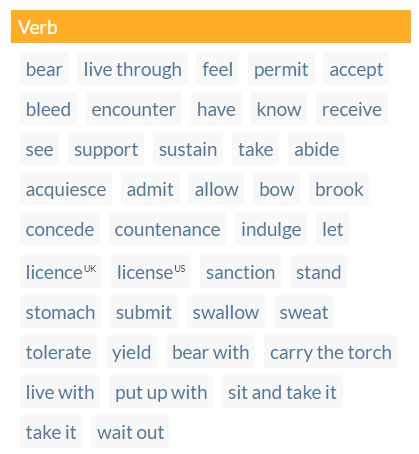 Verb
bear live through feel permit accept
bleed encounter have know receive
see support sustain take abide
acquiesce admit allow bow brook
concede countenance indulge let
licence UK license US sanction stand
stomach submit swallow sweat
tolerate yield bear with carry the torch
live with put up with sit and take it
take it wait out